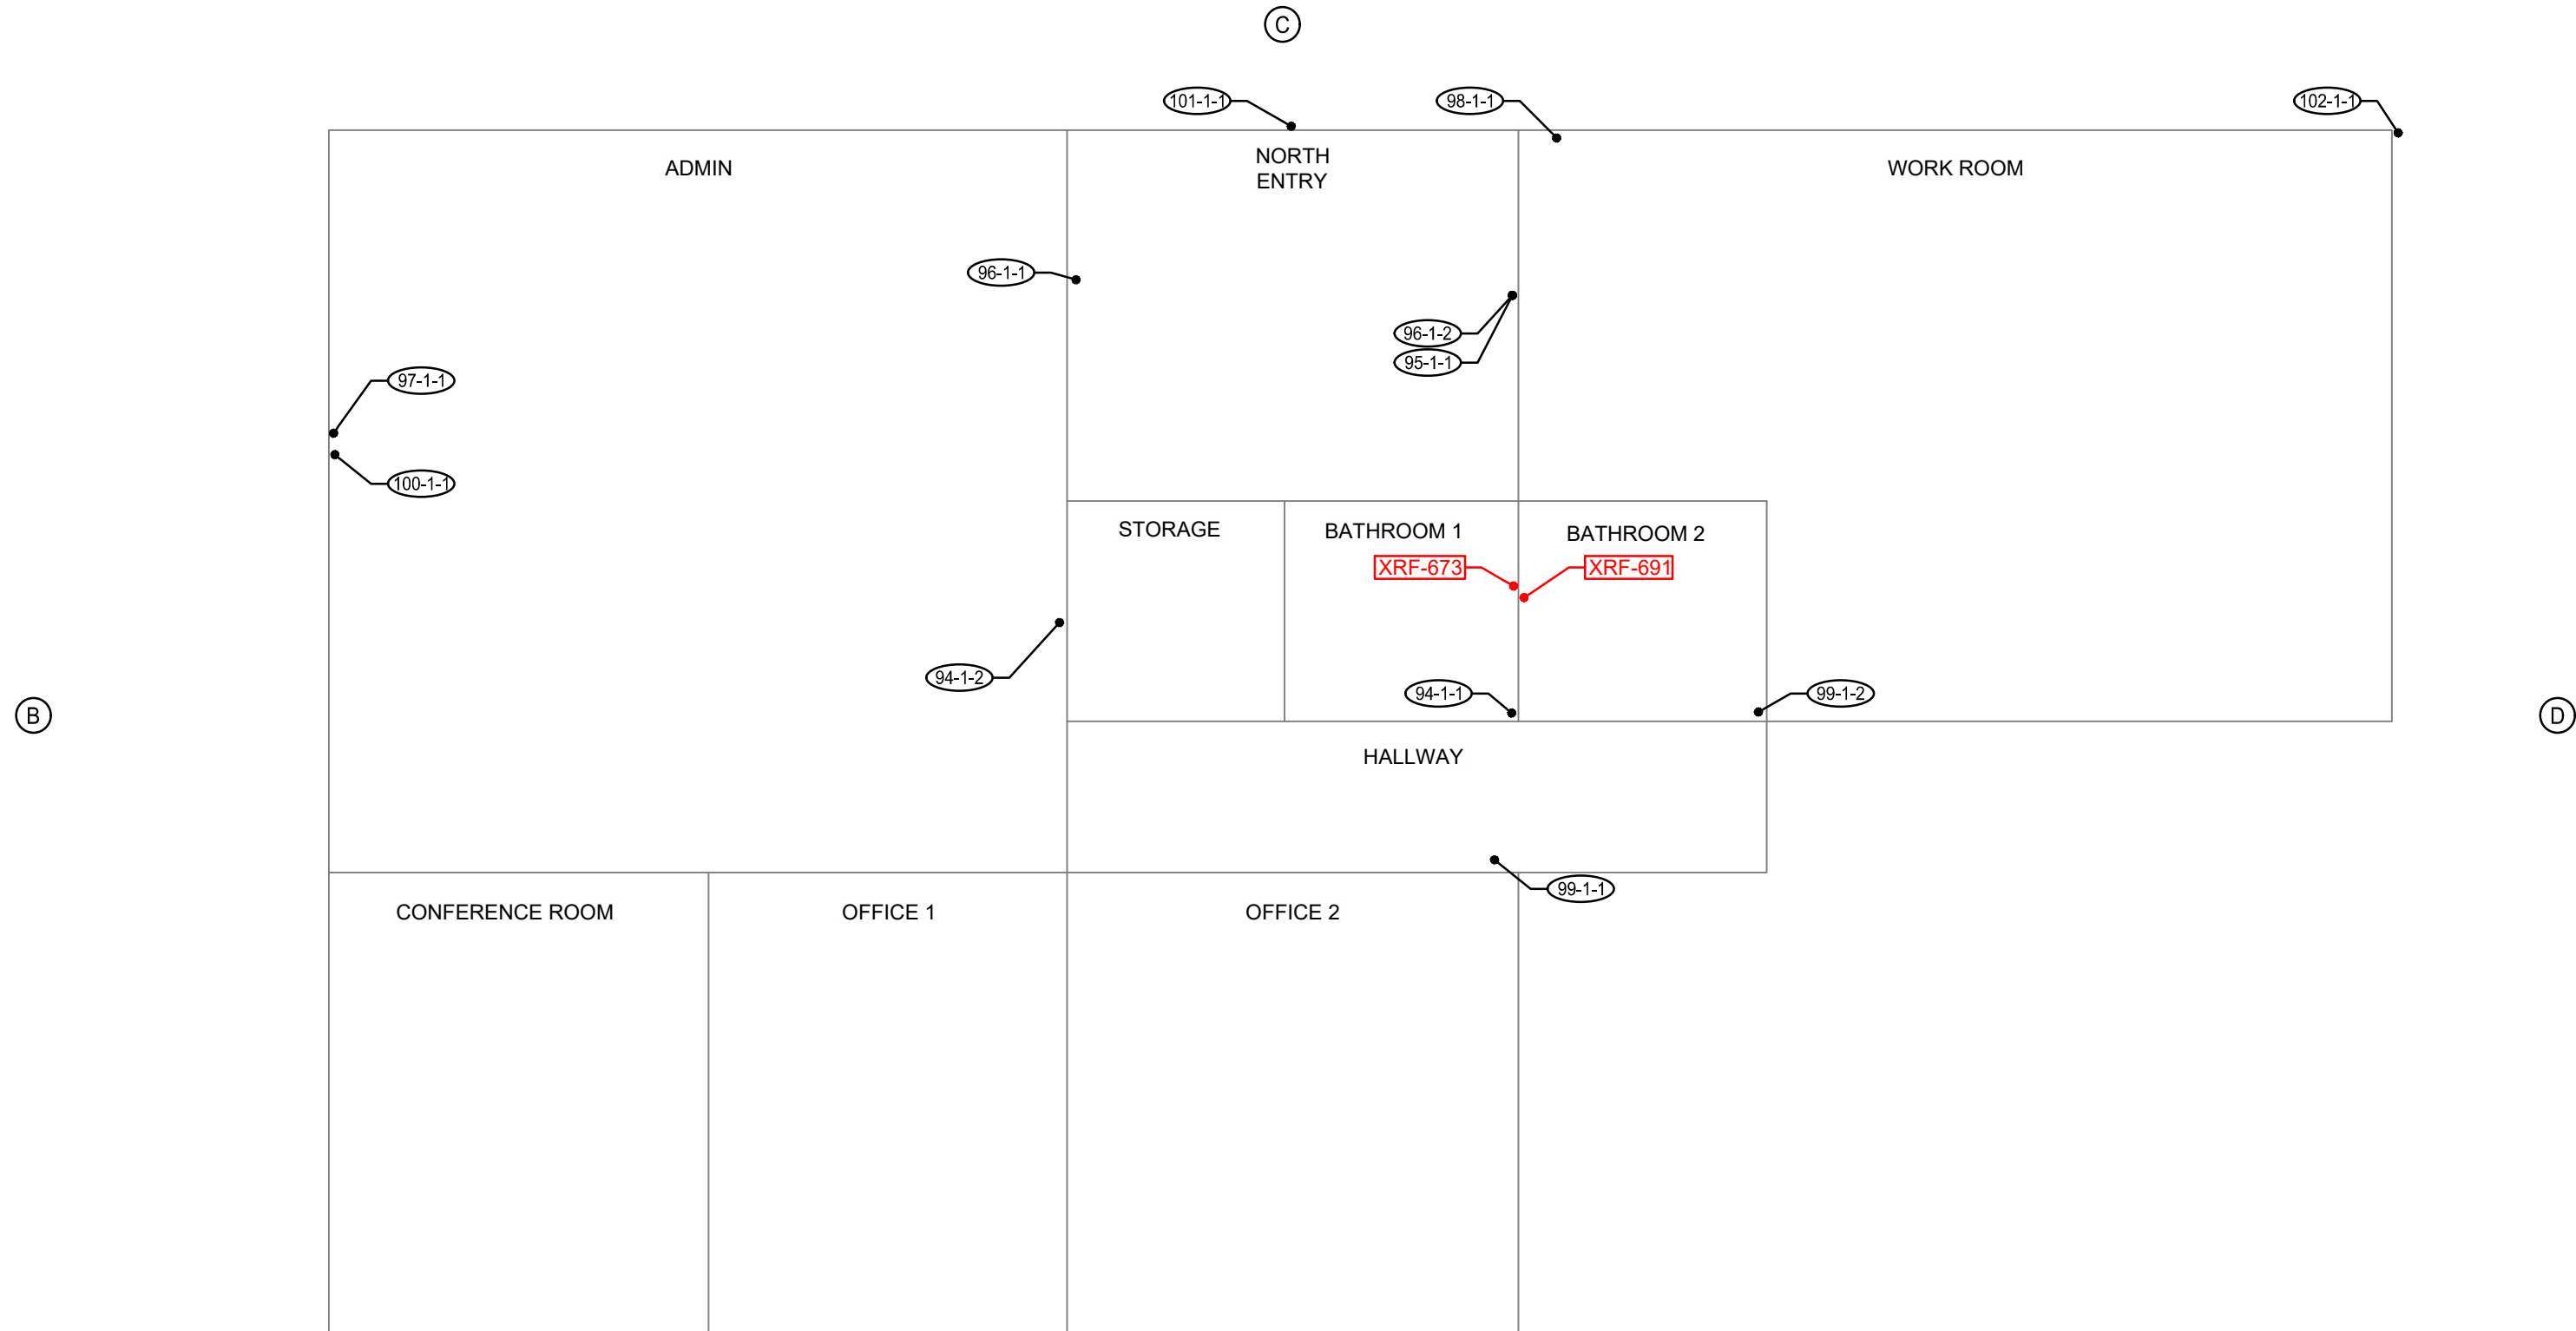 C
101-1-1
98-1-1
102-1-1
ADMIN
NORTH
ENTRY
WORK ROOM
96-1-1
96-1-2
95-1-1
97-1-1
100-1-1
STORAGE
BATHROOM 1
BATHROOM 2
XRF-673
XRF-691
94-1-2
94-1-1
99-1-2
B
D
HALLWAY
99-1-1
CONFERENCE ROOM
OFFICE 1
OFFICE 2